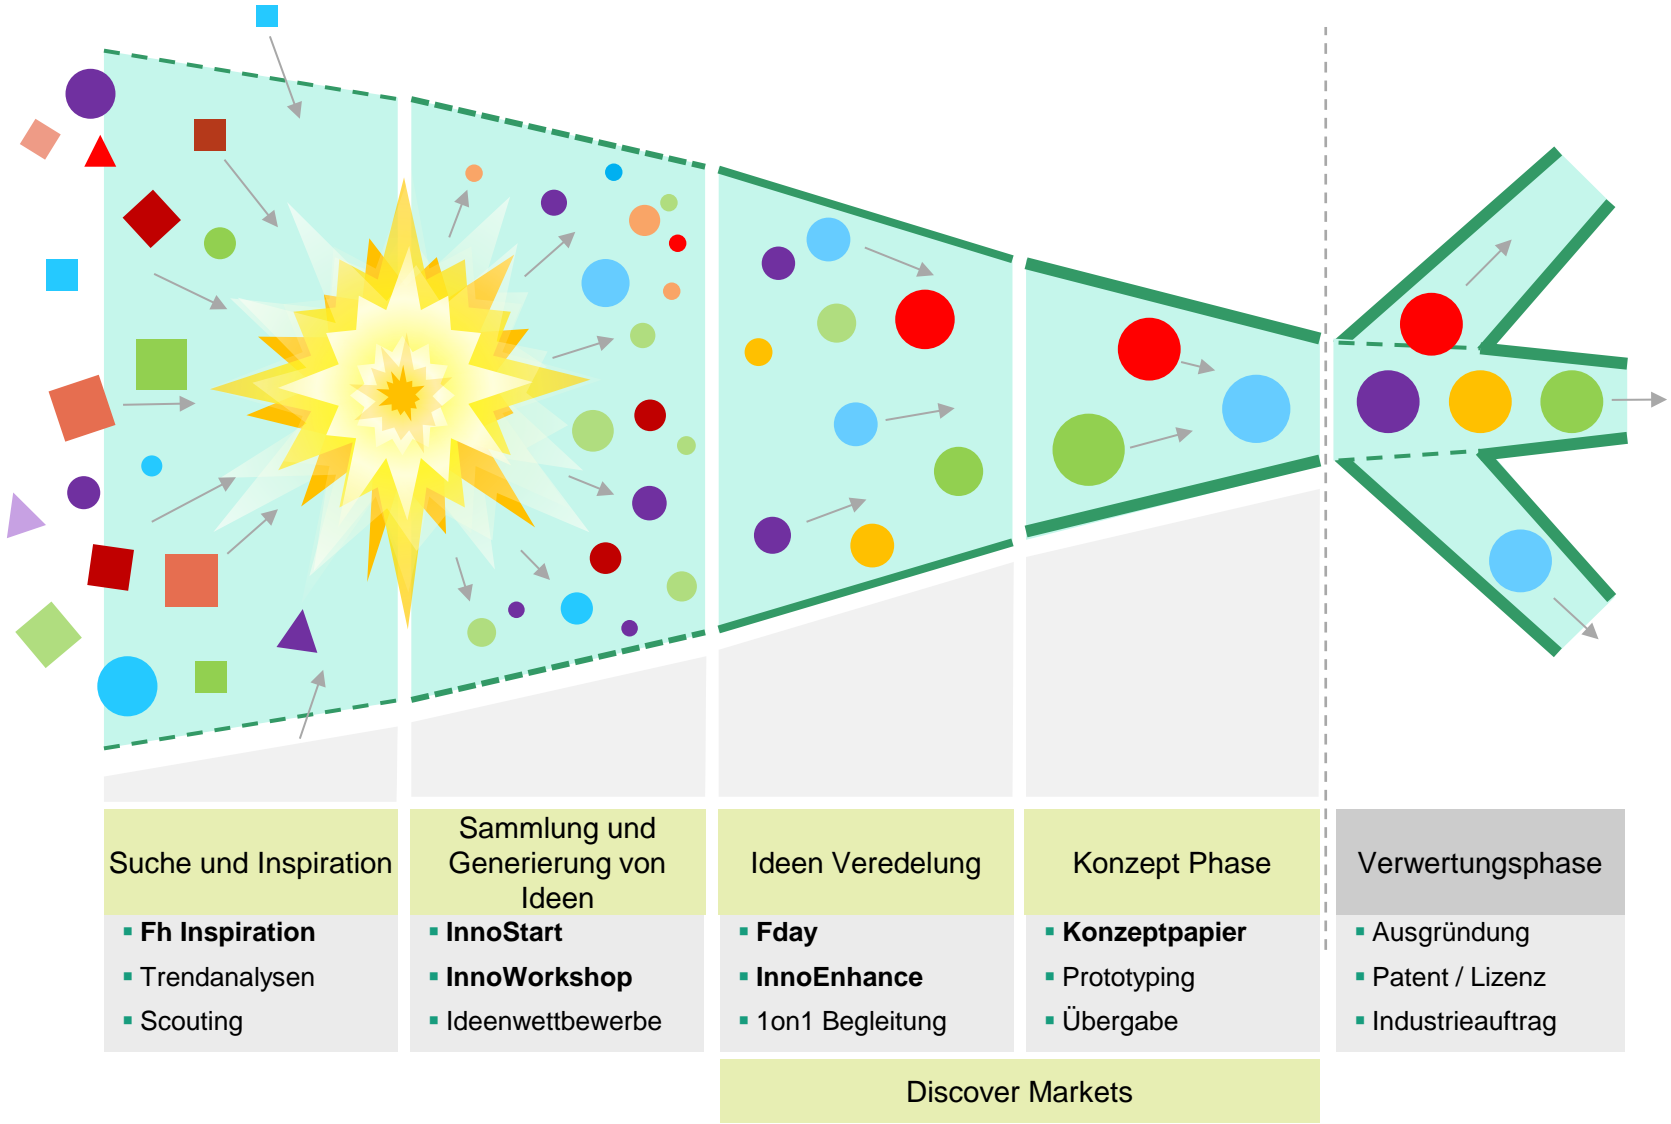 Suche und Inspiration
Sammlung und
Generierung von
Ideen
Ideen Veredelung
Konzept Phase
Verwertungsphase
Fh Inspiration
Trendanalysen
Scouting
InnoStart
InnoWorkshop
Ideenwettbewerbe
Fday
InnoEnhance
1on1 Begleitung
Konzeptpapier
Prototyping
Übergabe
Ausgründung
Patent / Lizenz
Industrieauftrag
Discover Markets